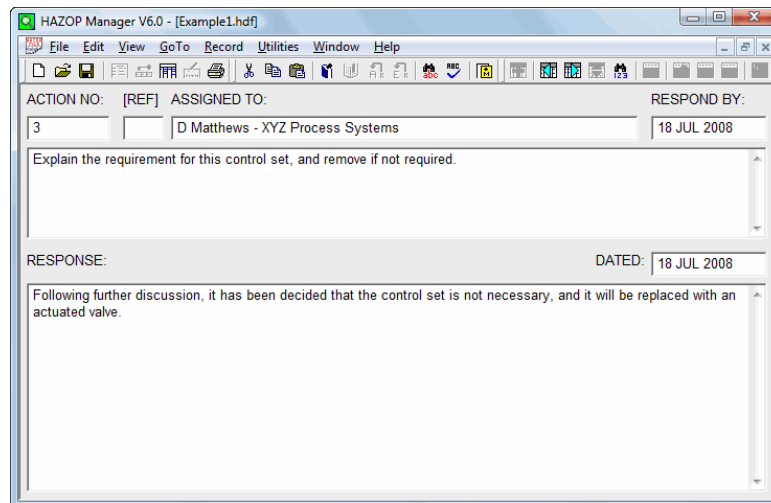 HAZOP Manager V6.0 - [Example1.hdf]
File Edit View GoTo Record Utilities Window Help
ACTION NO: [REF] ASSIGNED TO: RESPOND BY:
3 D Matthews - XYZ Process Systems 18 JUL 2008
Explain the requirement for this control set, and remove if not required.
RESPONSE: DATED: 18 JUL 2008
Following further discussion, it has been decided that the control set is not necessary, and it will be replaced with an
actuated valve.